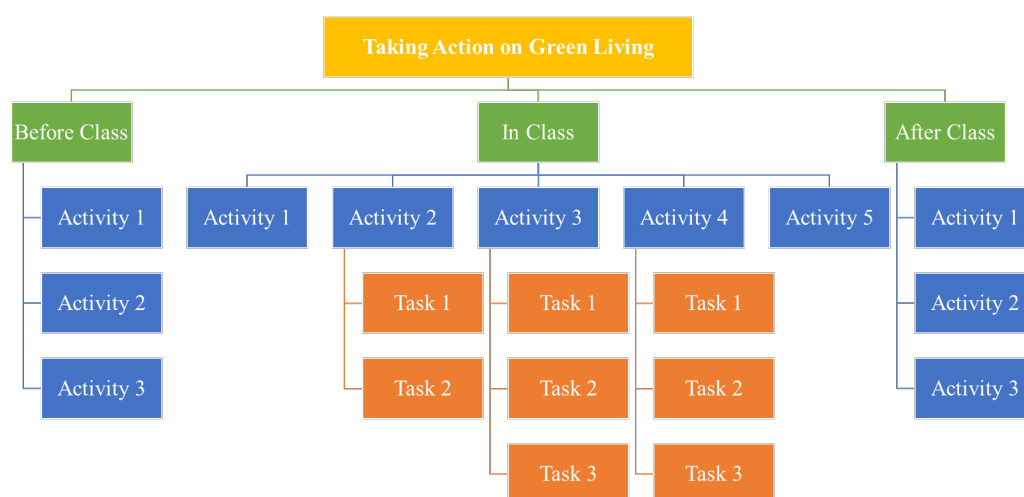 Taking Action on Green Living
Before Class
In Class
After Class
Activity 1
Activity 1
Activity 2
Activity 3
Activity 4
Activity 5
Activity 1
Activity 2
Task 1
Task 1
Task 1
Activity 2
Activity 3
Task 2
Task 2
Task 2
Activity 3
Task 3
Task 3